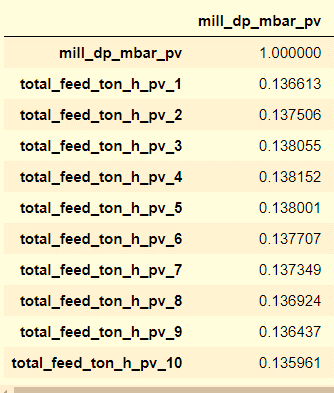 mill_dp_mbar_pv
mill_dp_mbar_pv 1.000000
total_feed_ton_h_pv_1 0.136613
total_feed_ton_h_pv_2 0.137506
total_feed_ton_h_pv_3 0.138055
total_feed_ton_h_pv_4 0.138152
total_feed_ton_h_pv_5 0.138001
total_feed_ton_h_pv_6 0.137707
total_feed_ton_h_pv_7 0.137349
total_feed_ton_h_pv_8 0.136924
total_feed_ton_h_pv_9 0.136437
total_feed_ton_h_pv_10 0.135961